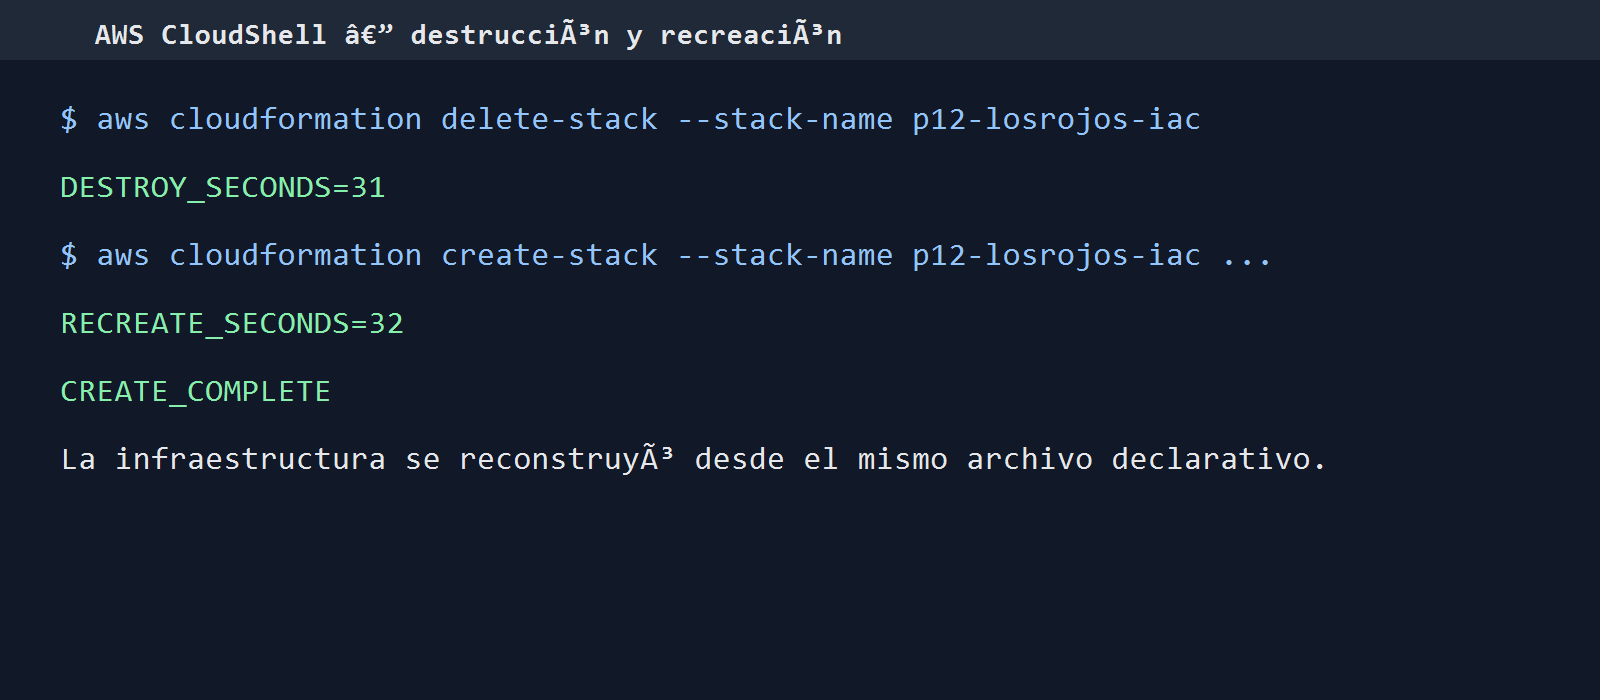 AWS CloudShell â€” destrucciÃ³n y recreaciÃ³n
$ aws cloudformation delete-stack --stack-name p12-losrojos-iac
DESTROY_SECONDS=31
$ aws cloudformation create-stack --stack-name p12-losrojos-iac ...
RECREATE_SECONDS=32
CREATE_COMPLETE
La infraestructura se reconstruyÃ³ desde el mismo archivo declarativo.